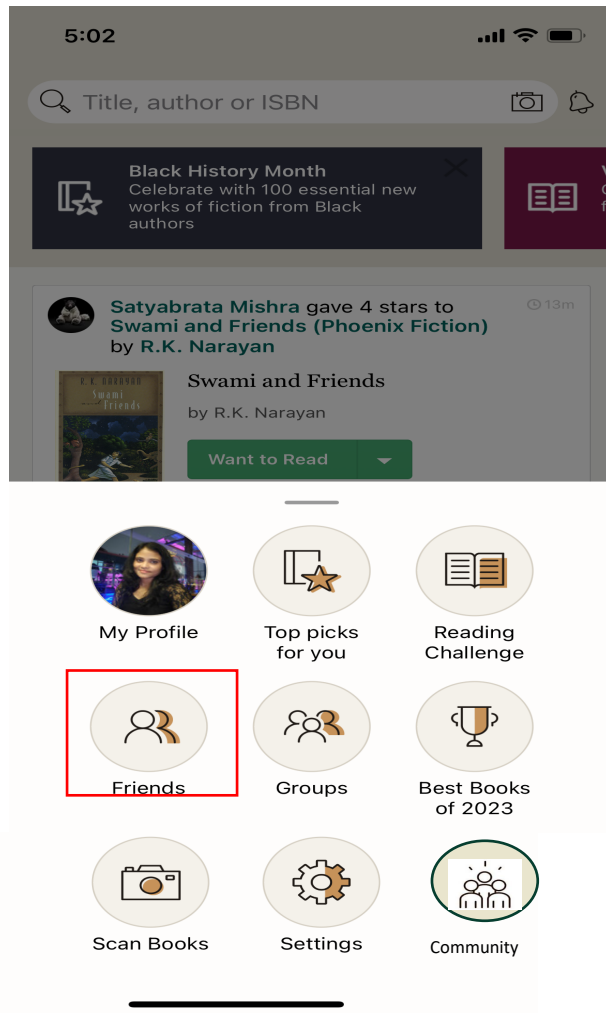 5:02
Title, author or ISBN
Black History Month
Celebrate with 100 essential new
works of fiction from Black
authors
Satyabrata Mishra gave 4 stars to
13m
Swami and Friends (Phoenix Fiction)
by R.K. Narayan
R. K. NARAYAN
Swami
and
Friends
Swami and Friends
by R.K. Narayan
Want to Read
My Profile
Top picks
for you
Reading
Challenge
Friends
Groups
Best Books
of 2023
Scan Books
Settings
Community